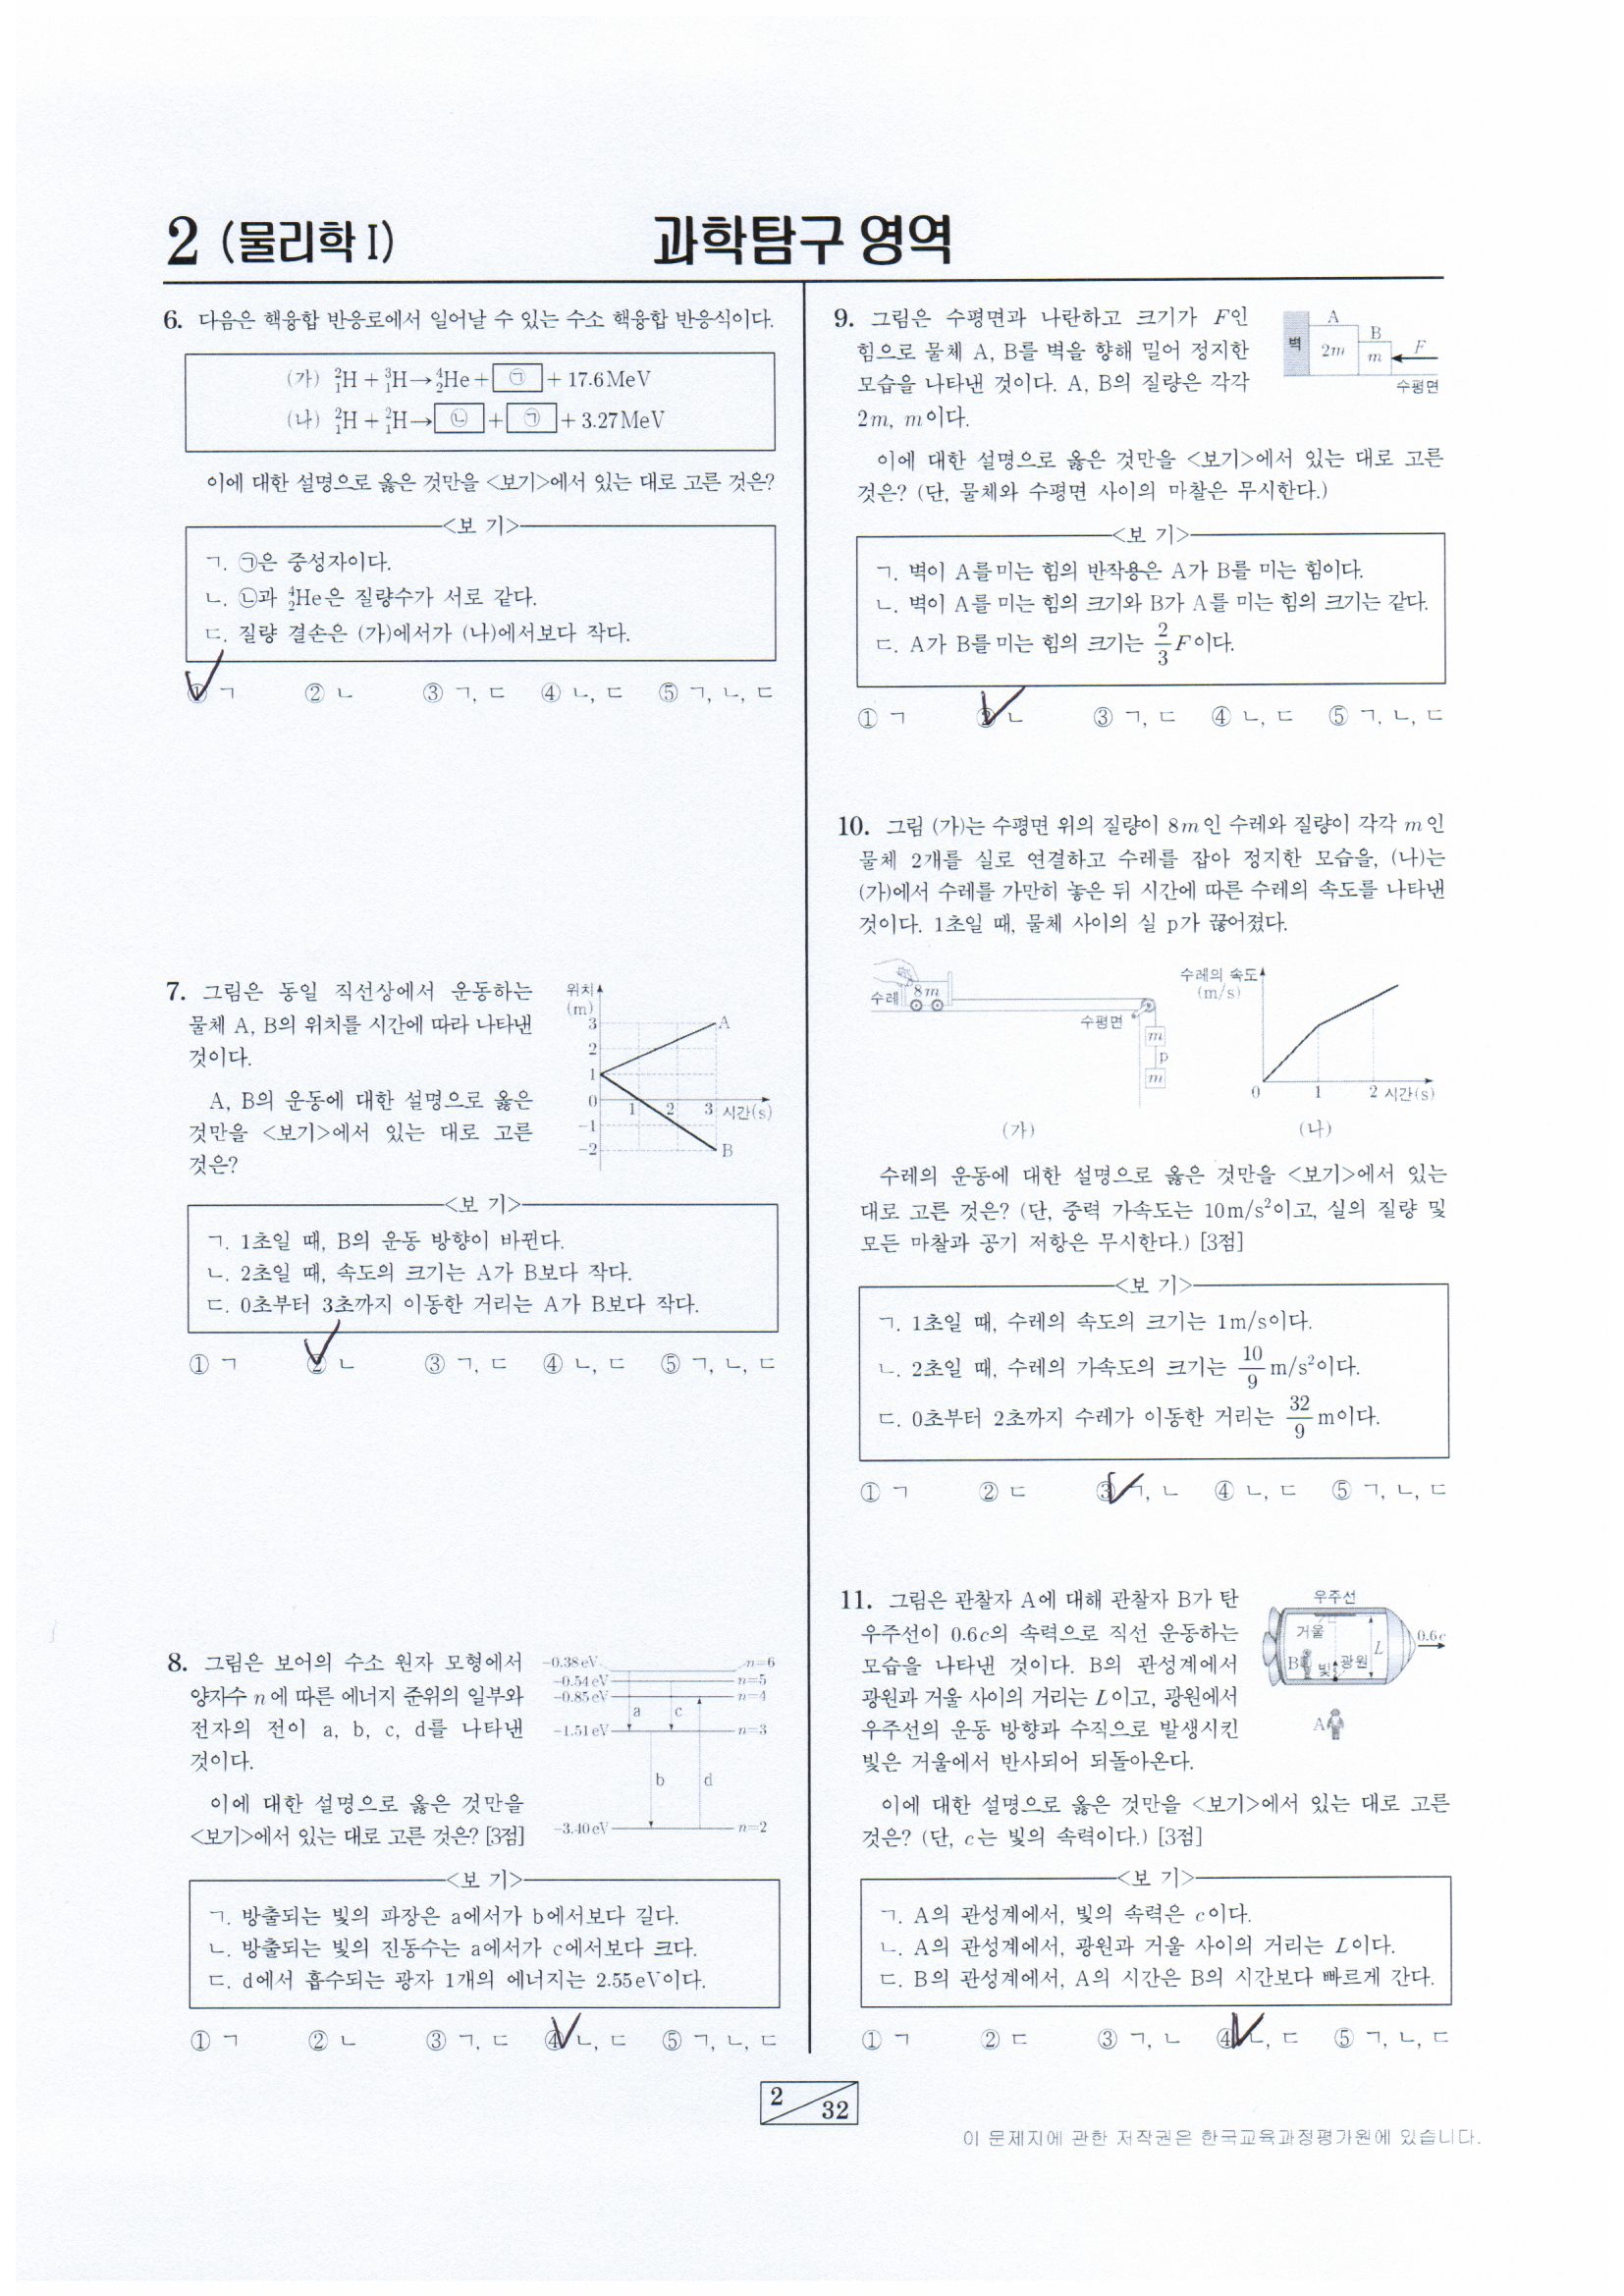 2 (물리학 I)
과학탐구 영역
6. 다음은 핵융합 반응로에서 일어날 수 있는 수소 핵융합 반응식이다.
(가) ²₁H + ³₁H → ⁴₂He + ㉠ + 17.6 MeV
(나) ²₁H + ²₁H → ㉡ + ㉠ + 3.27 MeV
이에 대한 설명으로 옳은 것만을 <보기>에서 있는 대로 고른 것은?
<보 기>
ㄱ. ㉠은 중성자이다.
ㄴ. ㉡과 ⁴₂He은 질량수가 서로 같다.
ㄷ. 질량 결손은 (가)에서가 (나)에서보다 작다.
① ㄱ ② ㄴ ③ ㄱ, ㄷ ④ ㄴ, ㄷ ⑤ ㄱ, ㄴ, ㄷ
7. 그림은 동일 직선상에서 운동하는
물체 A, B의 위치를 시간에 따라 나타낸
것이다.
A, B의 운동에 대한 설명으로 옳은
것만을 <보기>에서 있는 대로 고른
것은?
위치
(m)
3
2
1
0
-1
-2
A
B
1 2 3 시간(s)
<보 기>
ㄱ. 1초일 때, B의 운동 방향이 바뀐다.
ㄴ. 2초일 때, 속도의 크기는 A가 B보다 작다.
ㄷ. 0초부터 3초까지 이동한 거리는 A가 B보다 작다.
① ㄱ ② ㄴ ③ ㄱ, ㄷ ④ ㄴ, ㄷ ⑤ ㄱ, ㄴ, ㄷ
8. 그림은 보어의 수소 원자 모형에서
양자수 n에 따른 에너지 준위의 일부와
전자의 전이 a, b, c, d를 나타낸
것이다.
이에 대한 설명으로 옳은 것만을
<보기>에서 있는 대로 고른 것은? [3점]
-0.38 eV n=6
-0.54 eV n=5
-0.85 eV n=4
a c
-1.51 eV n=3
b d
-3.40 eV n=2
<보 기>
ㄱ. 방출되는 빛의 파장은 a에서가 b에서보다 길다.
ㄴ. 방출되는 빛의 진동수는 a에서가 c에서보다 크다.
ㄷ. d에서 흡수되는 광자 1개의 에너지는 2.55 eV이다.
① ㄱ ② ㄴ ③ ㄱ, ㄷ ④ ㄴ, ㄷ ⑤ ㄱ, ㄴ, ㄷ
9. 그림은 수평면과 나란하고 크기가 F인
힘으로 물체 A, B를 벽을 향해 밀어 정지한
모습을 나타낸 것이다. A, B의 질량은 각각
2m, m이다.
벽
A
2m
B
m
F
수평면
이에 대한 설명으로 옳은 것만을 <보기>에서 있는 대로 고른
것은? (단, 물체와 수평면 사이의 마찰은 무시한다.)
<보 기>
ㄱ. 벽이 A를 미는 힘의 반작용은 A가 B를 미는 힘이다.
ㄴ. 벽이 A를 미는 힘의 크기와 B가 A를 미는 힘의 크기는 같다.
ㄷ. A가 B를 미는 힘의 크기는 2/3 F이다.
① ㄱ ② ㄴ ③ ㄱ, ㄷ ④ ㄴ, ㄷ ⑤ ㄱ, ㄴ, ㄷ
10. 그림 (가)는 수평면 위의 질량이 8m인 수레와 질량이 각각 m인
물체 2개를 실로 연결하고 수레를 잡아 정지한 모습을, (나)는
(가)에서 수레를 가만히 놓은 뒤 시간에 따른 수레의 속도를 나타낸
것이다. 1초일 때, 물체 사이의 실 p가 끊어졌다.
수레
8m
수평면
m
p
m
(가)
수레의 속도
(m/s)
0 1 2 시간(s)
(나)
수레의 운동에 대한 설명으로 옳은 것만을 <보기>에서 있는
대로 고른 것은? (단, 중력 가속도는 10 m/s²이고, 실의 질량 및
모든 마찰과 공기 저항은 무시한다.) [3점]
<보 기>
ㄱ. 1초일 때, 수레의 속도의 크기는 1 m/s이다.
ㄴ. 2초일 때, 수레의 가속도의 크기는 10/9 m/s²이다.
ㄷ. 0초부터 2초까지 수레가 이동한 거리는 32/9 m이다.
① ㄱ ② ㄷ ③ ㄱ, ㄴ ④ ㄴ, ㄷ ⑤ ㄱ, ㄴ, ㄷ
11. 그림은 관찰자 A에 대해 관찰자 B가 탄
우주선이 0.6c의 속력으로 직선 운동하는
모습을 나타낸 것이다. B의 관성계에서
광원과 거울 사이의 거리는 L이고, 광원에서
우주선의 운동 방향과 수직으로 발생시킨
빛은 거울에서 반사되어 되돌아온다.
우주선
거울
L
0.6c
B
빛
광원
A
이에 대한 설명으로 옳은 것만을 <보기>에서 있는 대로 고른
것은? (단, c는 빛의 속력이다.) [3점]
<보 기>
ㄱ. A의 관성계에서, 빛의 속력은 c이다.
ㄴ. A의 관성계에서, 광원과 거울 사이의 거리는 L이다.
ㄷ. B의 관성계에서, A의 시간은 B의 시간보다 빠르게 간다.
① ㄱ ② ㄷ ③ ㄱ, ㄴ ④ ㄴ, ㄷ ⑤ ㄱ, ㄴ, ㄷ
2
32
이 문제지에 관한 저작권은 한국교육과정평가원에 있습니다.